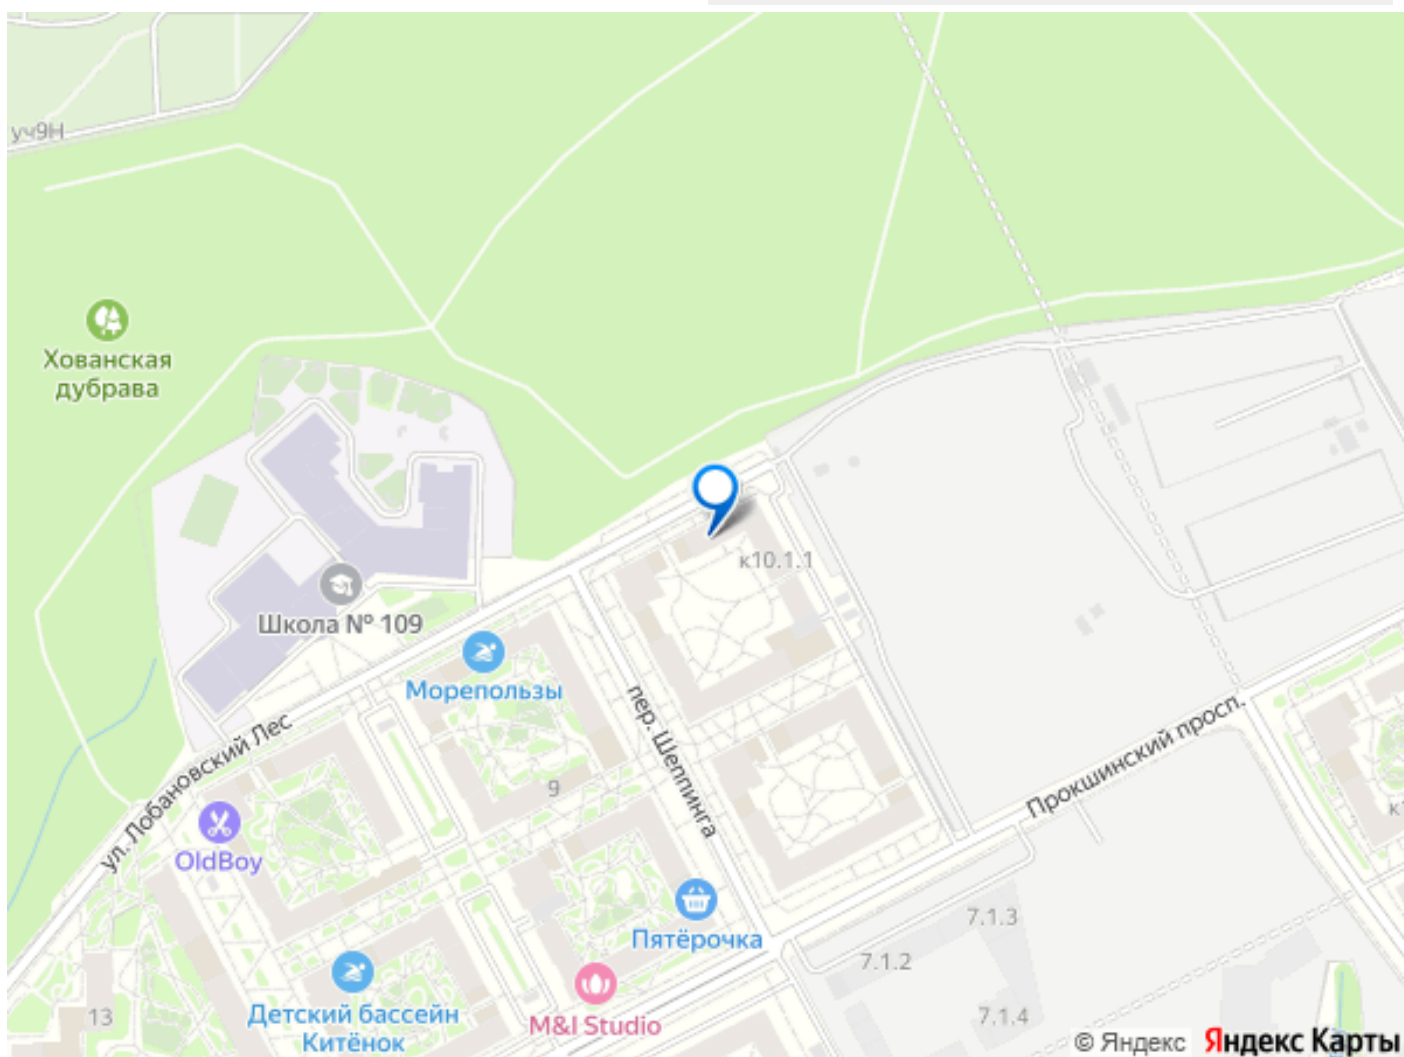 уч9Н
Хованская
дубрава
к10.1.1
Школа № 109
Морепользы
пер. Шеппинга
Прокшинский просп.
ул. Лобановский Лес
9
к
OldBoy
7.1.3
Пятёрочка
7.1.2
13
Детский бассейн
Китёнок
M&I Studio
7.1.4
© Яндекс Яндекс Карты